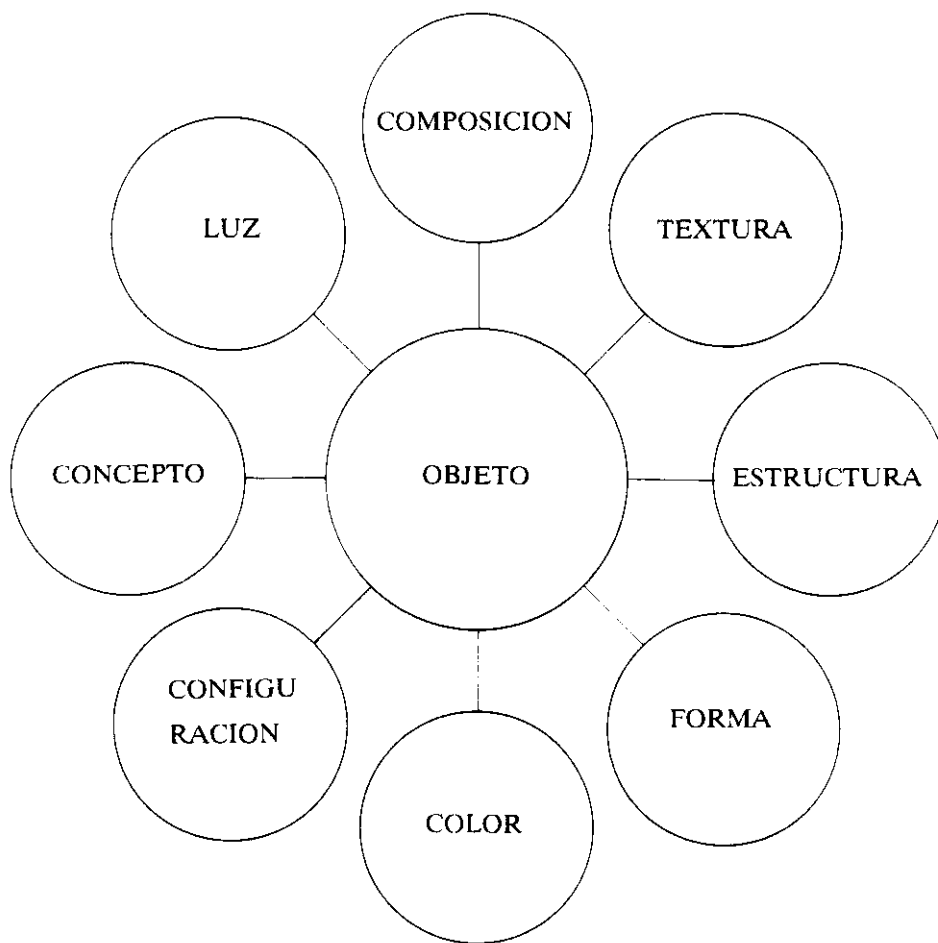 COMPOSICION
LUZ
TEXTURA
CONCEPTO
OBJETO
ESTRUCTURA
CONFIGU
RACION
FORMA
COLOR